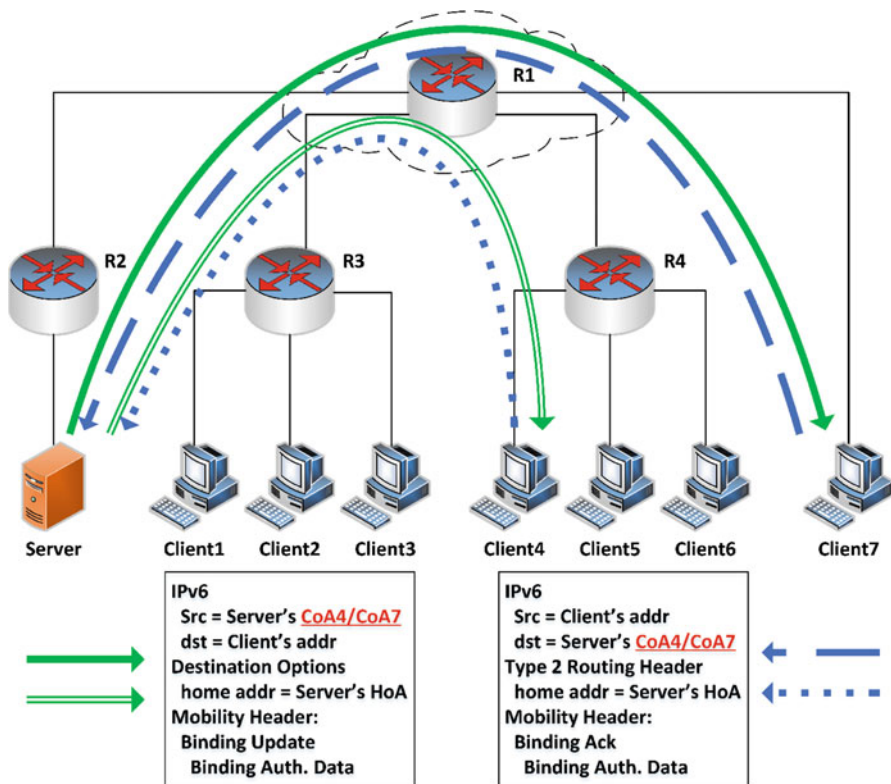 R1
R2
R3
R4
Server
Client1
Client2
Client3
Client4
Client5
Client6
Client7
IPv6
Src = Server's CoA4/CoA7
dst = Client's addr
Destination Options
home addr = Server's HoA
Mobility Header:
Binding Update
Binding Auth. Data
IPv6
Src = Client's addr
dst = Server's CoA4/CoA7
Type 2 Routing Header
home addr = Server's HoA
Mobility Header:
Binding Ack
Binding Auth. Data